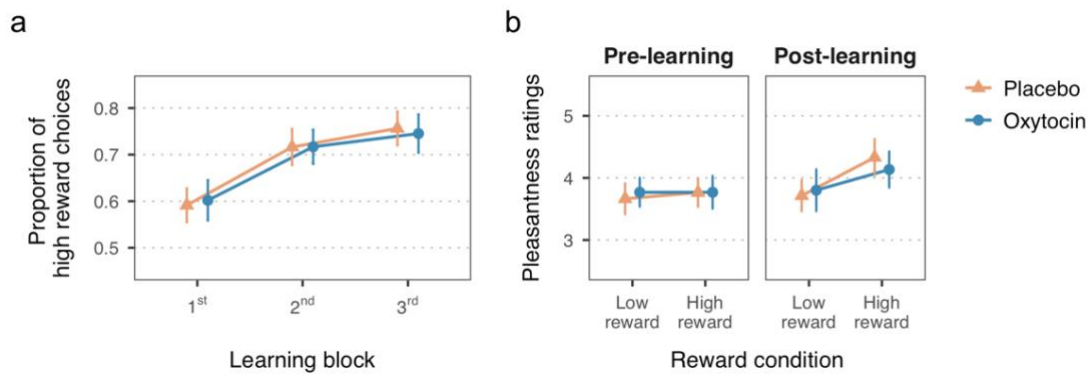 a
Proportion of
high reward choices
0.8
0.7
0.6
0.5
1st
2nd
3rd
Learning block
b
Pre-learning
Post-learning
Pleasantness ratings
5
4
3
Low
reward
High
reward
Low
reward
High
reward
Reward condition
Placebo
Oxytocin